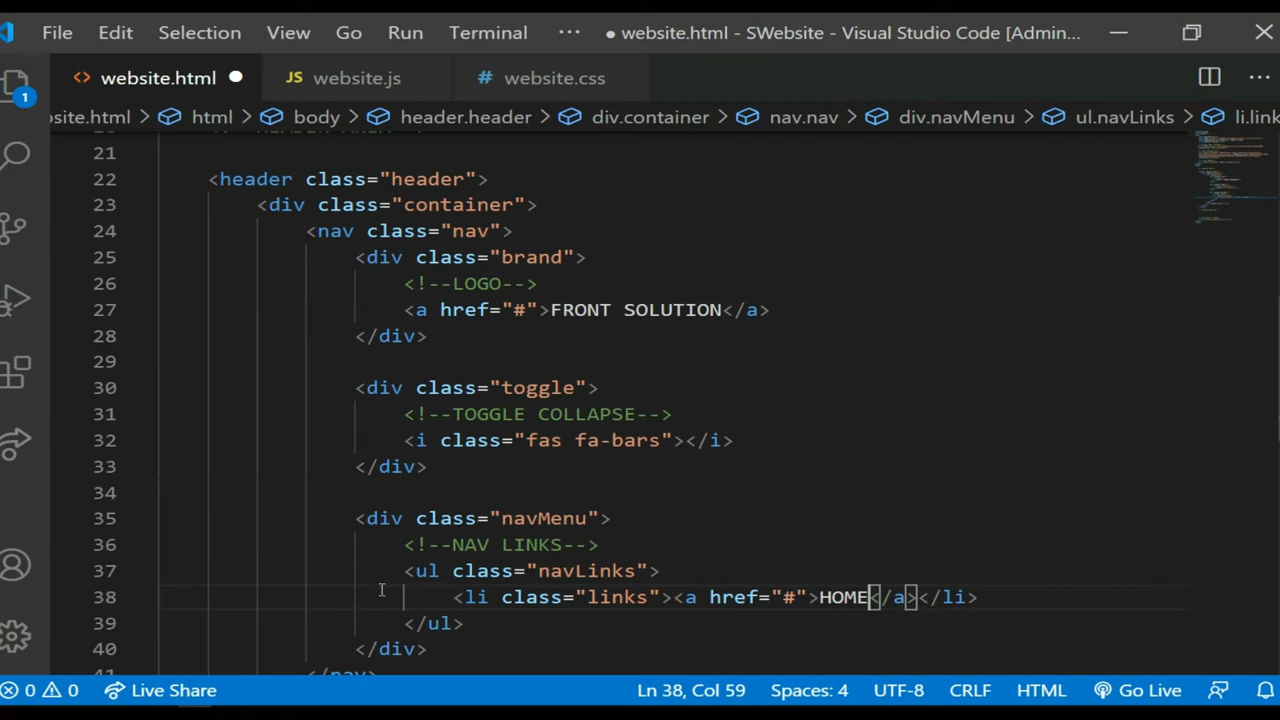 File Edit Selection View Go Run Terminal ··· ● website.html - SWebsite - Visual Studio Code [Admin...
<> website.html ● JS website.js # website.css ···
site.html > html > body > header.header > div.container > nav.nav > div.navMenu > ul.navLinks > li.link
1
21
22 <header class="header">
23 <div class="container">
24 <nav class="nav">
25 <div class="brand">
26 <!--LOGO-->
27 <a href="#">FRONT SOLUTION</a>
28 </div>
29
30 <div class="toggle">
31 <!--TOGGLE COLLAPSE-->
32 <i class="fas fa-bars"></i>
33 </div>
34
35 <div class="navMenu">
36 <!--NAV LINKS-->
37 <ul class="navLinks">
38 <li class="links"><a href="#">HOME</a></li>
39 </ul>
40 </div>
41 </nav>
0 0 Live Share Ln 38, Col 59 Spaces: 4 UTF-8 CRLF HTML Go Live